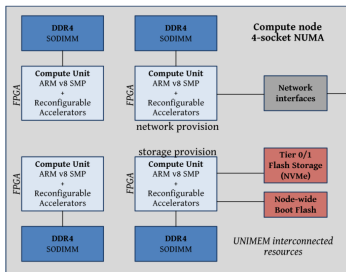 DDR4
SODIMM
DDR4
SODIMM
Compute node
4-socket NUMA
FPGA
Compute Unit
ARM v8 SMP
+
Reconfigurable
Accelerators
FPGA
Compute Unit
ARM v8 SMP
+
Reconfigurable
Accelerators
Network
interfaces
network provision
storage provision
FPGA
Compute Unit
ARM v8 SMP
+
Reconfigurable
Accelerators
FPGA
Compute Unit
ARM v8 SMP
+
Reconfigurable
Accelerators
Tier 0/1
Flash Storage
(NVMe)
Node-wide
Boot Flash
DDR4
SODIMM
DDR4
SODIMM
UNIMEM interconnected
resources